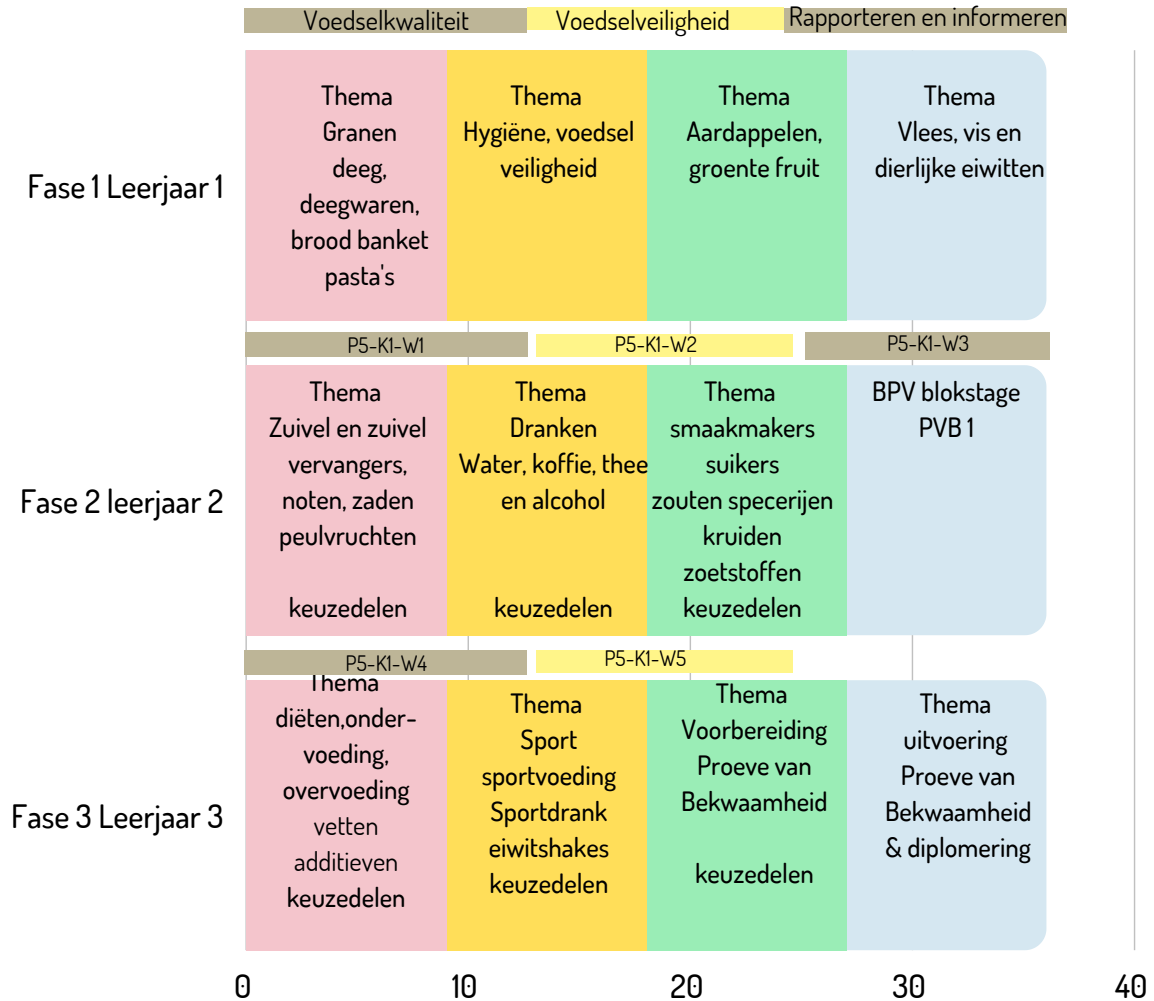 Voedselkwaliteit
Voedselveiligheid
Rapporteren en informeren
Fase 1 Leerjaar 1
Thema
Granen
deeg,
deegwaren,
brood banket
pasta's
Thema
Hygiëne, voedsel
veiligheid
Thema
Aardappelen,
groente fruit
Thema
Vlees, vis en
dierlijke eiwitten
P5-K1-W1
P5-K1-W2
P5-K1-W3
Fase 2 leerjaar 2
Thema
Zuivel en zuivel
vervangers,
noten, zaden
peulvruchten
keuzedelen
Thema
Dranken
Water, koffie, thee
en alcohol
keuzedelen
Thema
smaakmakers
suikers
zouten specerijen
kruiden
zoetstoffen
keuzedelen
BPV blokstage
PVB 1
P5-K1-W4
P5-K1-W5
Fase 3 Leerjaar 3
Thema
diëten,onder-
voeding,
overvoeding
vetten
additieven
keuzedelen
Thema
Sport
sportvoeding
Sportdrank
eiwitshakes
keuzedelen
Thema
Voorbereiding
Proeve van
Bekwaamheid
keuzedelen
Thema
uitvoering
Proeve van
Bekwaamheid
& diplomering
0
10
20
30
40